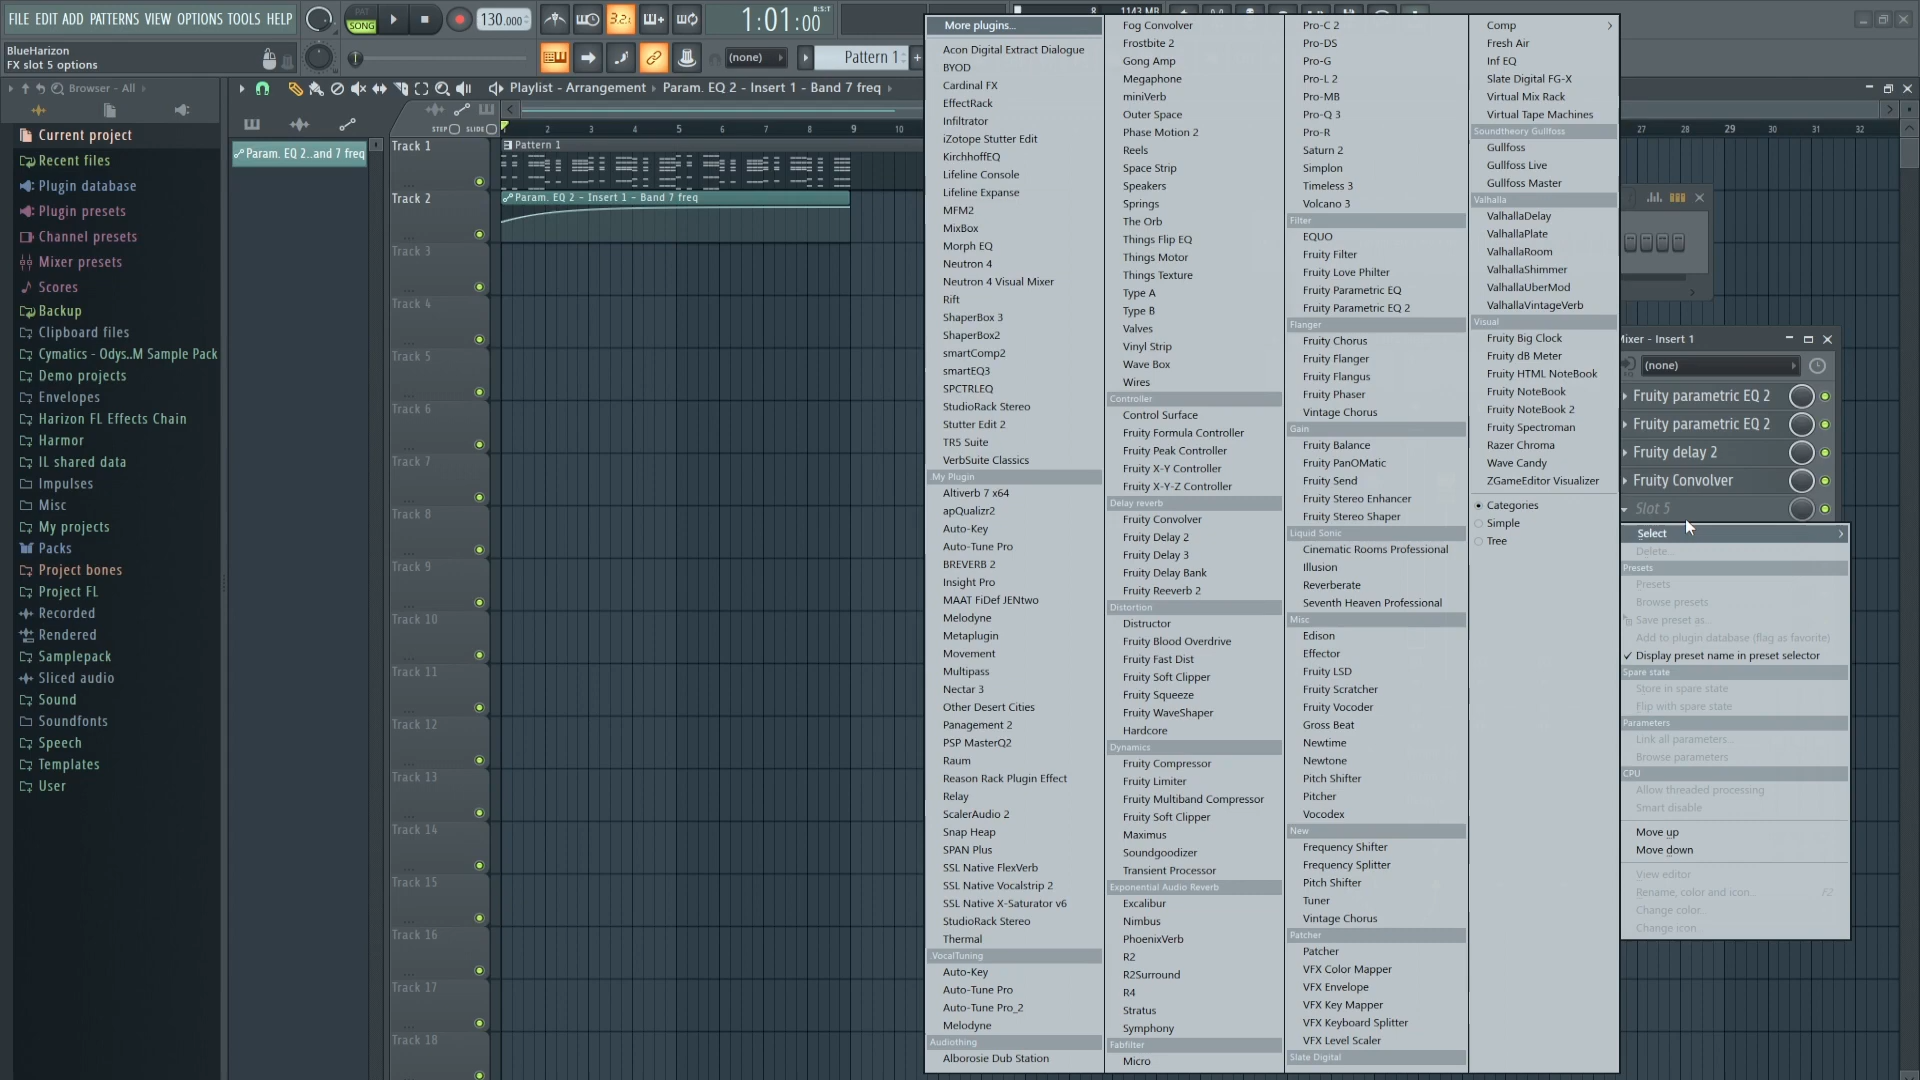 FILE EDIT ADD PATTERNS VIEW OPTIONS TOOLS HELP
PAT
SONG
130.000
3.2.
1:01:00
B:S:T
8
1143 MB
BlueHarizon
FX slot 5 options
(none)
Pattern 1
Browser - All
Playlist - Arrangement
Param. EQ 2 - Insert 1 - Band 7 freq
STEP
SLIDE
2
3
4
5
6
7
8
9
10
27
28
29
30
31
32
Current project
Recent files
Plugin database
Plugin presets
Channel presets
Mixer presets
Scores
Backup
Clipboard files
Cymatics - Odys..M Sample Pack
Demo projects
Envelopes
Harizon FL Effects Chain
Harmor
IL shared data
Impulses
Misc
My projects
Packs
Project bones
Project FL
Recorded
Rendered
Samplepack
Sliced audio
Sound
Soundfonts
Speech
Templates
User
Param. EQ 2..and 7 freq
Track 1
Pattern 1
Track 2
Param. EQ 2 - Insert 1 - Band 7 freq
Track 3
Track 4
Track 5
Track 6
Track 7
Track 8
Track 9
Track 10
Track 11
Track 12
Track 13
Track 14
Track 15
Track 16
Track 17
Track 18
More plugins...
Acon Digital Extract Dialogue
BYOD
Cardinal FX
EffectRack
Infiltrator
iZotope Stutter Edit
KirchhoffEQ
Lifeline Console
Lifeline Expanse
MFM2
MixBox
Morph EQ
Neutron 4
Neutron 4 Visual Mixer
Rift
ShaperBox 3
ShaperBox2
smartComp2
smartEQ3
SPCTRLEQ
StudioRack Stereo
Stutter Edit 2
TR5 Suite
VerbSuite Classics
My Plugin
Altiverb 7 x64
apQualizr2
Auto-Key
Auto-Tune Pro
BREVERB 2
Insight Pro
MAAT FiDef JENtwo
Melodyne
Metaplugin
Movement
Multipass
Nectar 3
Other Desert Cities
Panagement 2
PSP MasterQ2
Raum
Reason Rack Plugin Effect
Relay
ScalerAudio 2
Snap Heap
SPAN Plus
SSL Native FlexVerb
SSL Native Vocalstrip 2
SSL Native X-Saturator v6
StudioRack Stereo
Thermal
VocalTuning
Auto-Key
Auto-Tune Pro
Auto-Tune Pro_2
Melodyne
Audiothing
Alborosie Dub Station
Fog Convolver
Frostbite 2
Gong Amp
Megaphone
miniVerb
Outer Space
Phase Motion 2
Reels
Space Strip
Speakers
Springs
The Orb
Things Flip EQ
Things Motor
Things Texture
Type A
Type B
Valves
Vinyl Strip
Wave Box
Wires
Controller
Control Surface
Fruity Formula Controller
Fruity Peak Controller
Fruity X-Y Controller
Fruity X-Y-Z Controller
Delay reverb
Fruity Convolver
Fruity Delay 2
Fruity Delay 3
Fruity Delay Bank
Fruity Reeverb 2
Distortion
Distructor
Fruity Blood Overdrive
Fruity Fast Dist
Fruity Soft Clipper
Fruity Squeeze
Fruity WaveShaper
Hardcore
Dynamics
Fruity Compressor
Fruity Limiter
Fruity Multiband Compressor
Fruity Soft Clipper
Maximus
Soundgoodizer
Transient Processor
Exponential Audio Reverb
Excalibur
Nimbus
PhoenixVerb
R2
R2Surround
R4
Stratus
Symphony
Fabfilter
Micro
Pro-C 2
Pro-DS
Pro-G
Pro-L 2
Pro-MB
Pro-Q 3
Pro-R
Saturn 2
Simplon
Timeless 3
Volcano 3
Filter
EQUO
Fruity Filter
Fruity Love Philter
Fruity Parametric EQ
Fruity Parametric EQ 2
Flanger
Fruity Chorus
Fruity Flanger
Fruity Flangus
Fruity Phaser
Vintage Chorus
Gain
Fruity Balance
Fruity PanOMatic
Fruity Send
Fruity Stereo Enhancer
Fruity Stereo Shaper
Liquid Sonic
Cinematic Rooms Professional
Illusion
Reverberate
Seventh Heaven Professional
Misc
Edison
Effector
Fruity LSD
Fruity Scratcher
Fruity Vocoder
Gross Beat
Newtime
Newtone
Pitch Shifter
Pitcher
Vocodex
New
Frequency Shifter
Frequency Splitter
Pitch Shifter
Tuner
Vintage Chorus
Patcher
Patcher
VFX Color Mapper
VFX Envelope
VFX Key Mapper
VFX Keyboard Splitter
VFX Level Scaler
Slate Digital
Comp
Fresh Air
Inf EQ
Slate Digital FG-X
Virtual Mix Rack
Virtual Tape Machines
Soundtheory Gullfoss
Gullfoss
Gullfoss Live
Gullfoss Master
Valhalla
ValhallaDelay
ValhallaPlate
ValhallaRoom
ValhallaShimmer
ValhallaUberMod
ValhallaVintageVerb
Visual
Fruity Big Clock
Fruity dB Meter
Fruity HTML NoteBook
Fruity NoteBook
Fruity NoteBook 2
Fruity Spectroman
Razer Chroma
Wave Candy
ZGameEditor Visualizer
Categories
Simple
Tree
Mixer - Insert 1
(none)
Fruity parametric EQ 2
Fruity parametric EQ 2
Fruity delay 2
Fruity Convolver
Slot 5
Select
Delete...
Presets
Presets
Browse presets
Save preset as...
Add to plugin database (flag as favorite)
Display preset name in preset selector
Spare state
Store in spare state
Flip with spare state
Parameters
Link all parameters...
Browse parameters
CPU
Allow threaded processing
Smart disable
Move up
Move down
View editor
Rename, color and icon... F2
Change color...
Change icon...